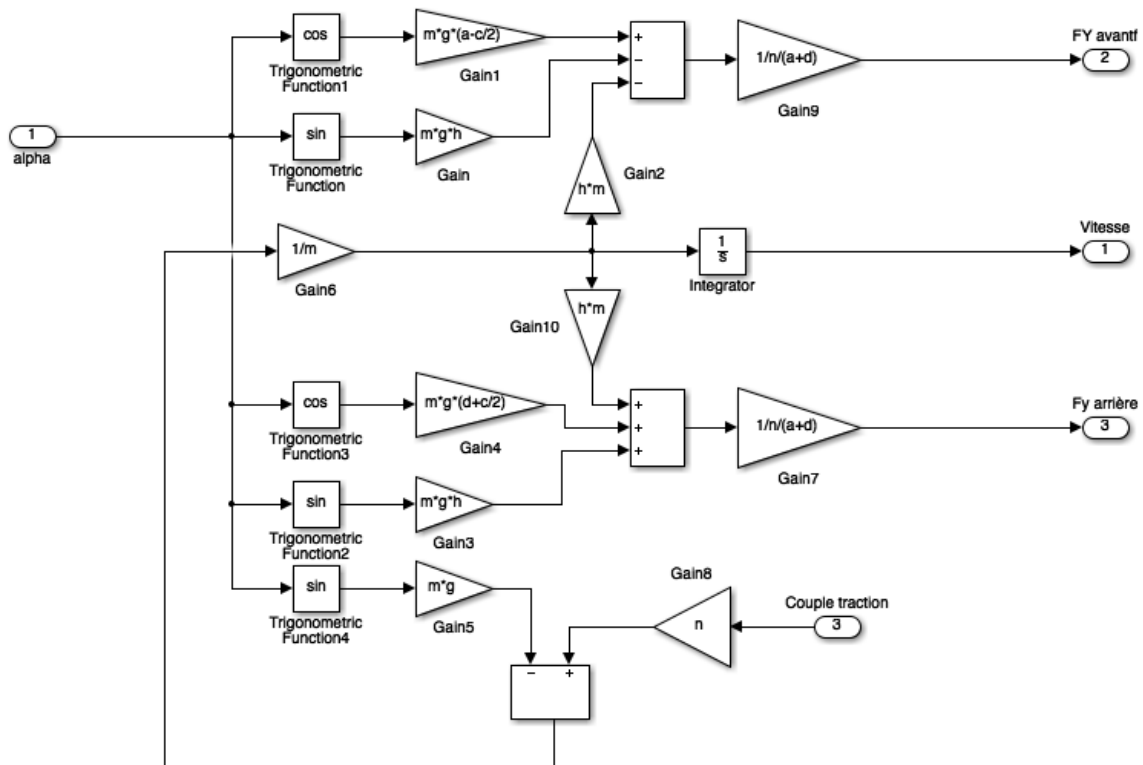 cos
m*g*(a-c/2)
+
−
−
1/n/(a+d)
FY avantf
2
Trigonometric
Function1
Gain1
Gain9
1
alpha
sin
m*g*h
Trigonometric
Function
Gain
h*m
Gain2
1/m
Gain6
1
s
Integrator
Vitesse
1
h*m
Gain10
cos
m*g*(d+c/2)
+
+
+
1/n/(a+d)
Fy arrière
3
Trigonometric
Function3
Gain4
Gain7
sin
m*g*h
Trigonometric
Function2
Gain3
sin
m*g
Trigonometric
Function4
Gain5
Gain8
n
Couple traction
3
− +